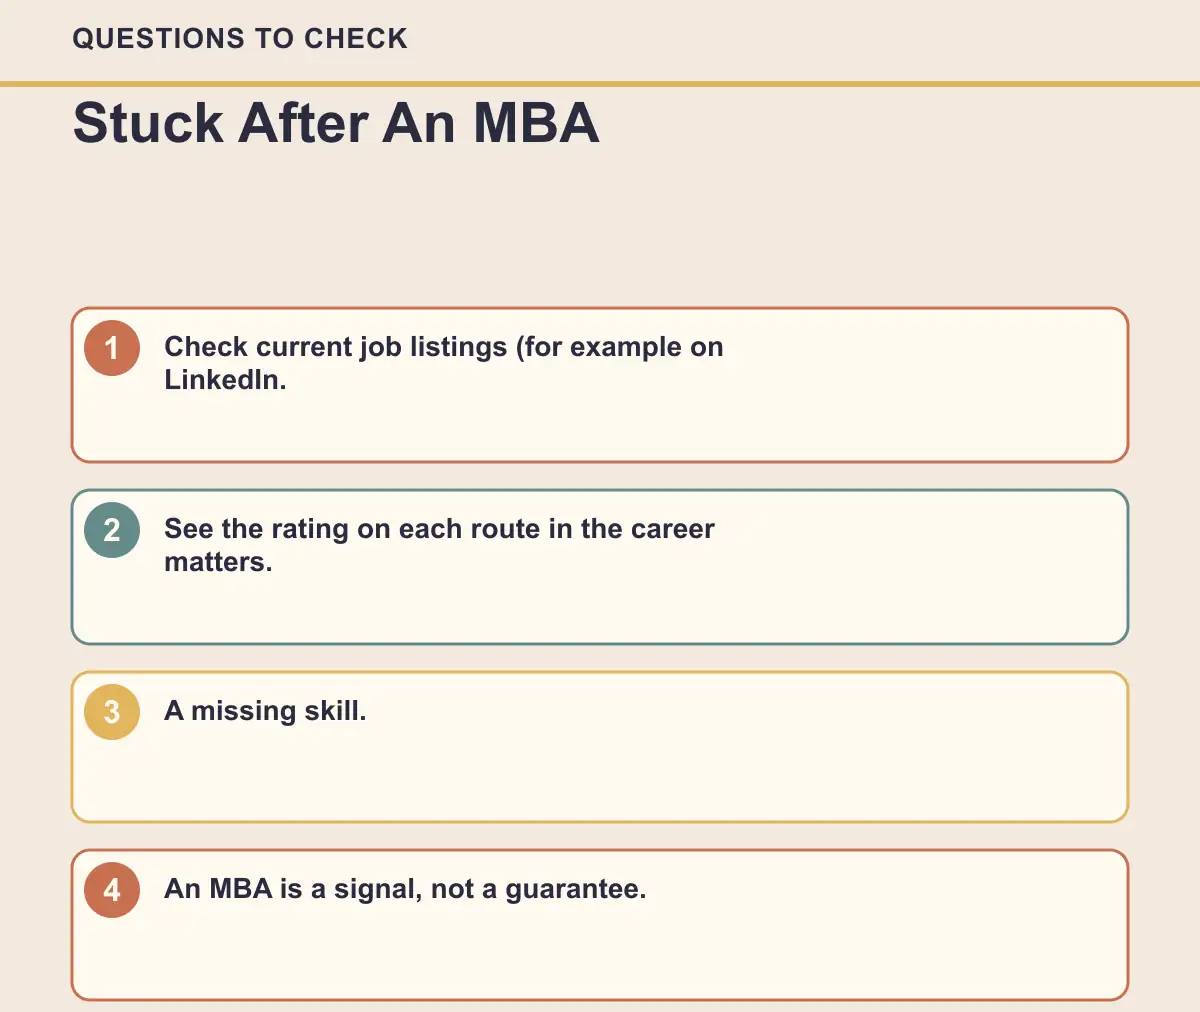 QUESTIONS TO CHECK
Stuck After An MBA
1
Check current job listings (for example on
LinkedIn.
2
See the rating on each route in the career
matters.
3
A missing skill.
4
An MBA is a signal, not a guarantee.